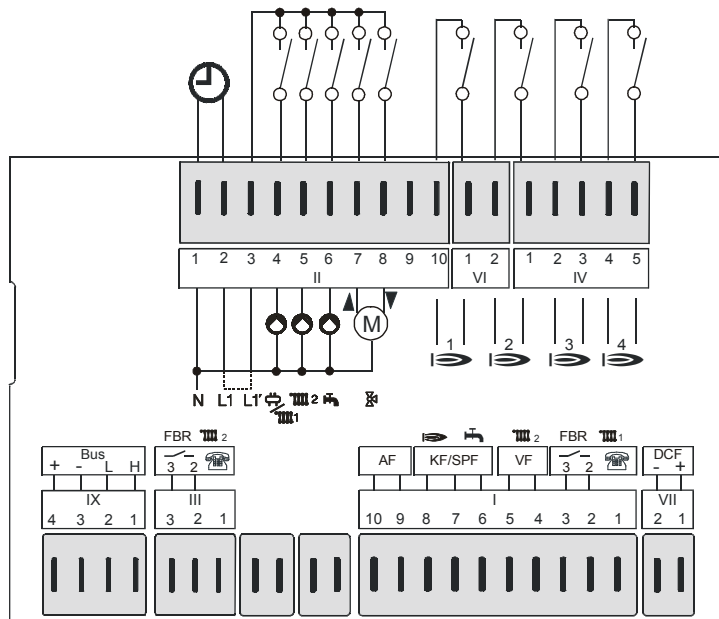 1 2 3 4 5 6 7 8 9 10 1 2 1 2 3 4 5
II VI IV
M
1 2 3 4
N L1 L1' 2
1
FBR 2 2 FBR 1
Bus
+ - L H 3 2 AF KF/SPF VF 3 2 DCF
- +
IX III I VII
4 3 2 1 3 2 1 10 9 8 7 6 5 4 3 2 1 2 1